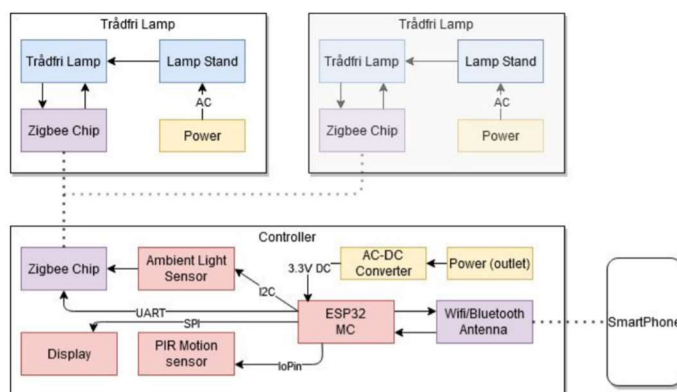 Trådfri Lamp
Trådfri Lamp
Trådfri Lamp
Lamp Stand
Trådfri Lamp
Lamp Stand
AC
AC
Zigbee Chip
Power
Zigbee Chip
Power
Controller
Zigbee Chip
Ambient Light
Sensor
3.3V DC
AC-DC
Converter
Power (outlet)
I2C
UART
SPI
ESP32
MC
Wifi/Bluetooth
Antenna
SmartPhone
Display
PIR Motion
sensor
IoPin